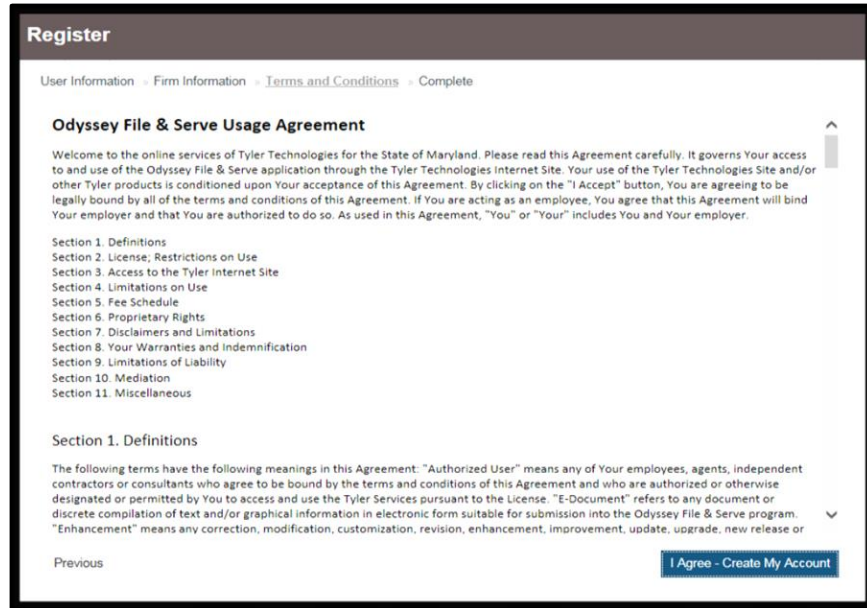 Register
User Information » Firm Information » Terms and Conditions » Complete
Odyssey File & Serve Usage Agreement
Welcome to the online services of Tyler Technologies for the State of Maryland. Please read this Agreement carefully. It governs Your access
to and use of the Odyssey File & Serve application through the Tyler Technologies Internet Site. Your use of the Tyler Technologies Site and/or
other Tyler products is conditioned upon Your acceptance of this Agreement. By clicking on the "I Accept" button, You are agreeing to be
legally bound by all of the terms and conditions of this Agreement. If You are acting as an employee, You agree that this Agreement will bind
Your employer and that You are authorized to do so. As used in this Agreement, "You" or "Your" includes You and Your employer.
Section 1. Definitions
Section 2. License; Restrictions on Use
Section 3. Access to the Tyler Internet Site
Section 4. Limitations on Use
Section 5. Fee Schedule
Section 6. Proprietary Rights
Section 7. Disclaimers and Limitations
Section 8. Your Warranties and Indemnification
Section 9. Limitations of Liability
Section 10. Mediation
Section 11. Miscellaneous
Section 1. Definitions
The following terms have the following meanings in this Agreement: "Authorized User" means any of Your employees, agents, independent
contractors or consultants who agree to be bound by the terms and conditions of this Agreement and who are authorized or otherwise
designated or permitted by You to access and use the Tyler Services pursuant to the License. "E-Document" refers to any document or
discrete compilation of text and/or graphical information in electronic form suitable for submission into the Odyssey File & Serve program.
"Enhancement" means any correction, modification, customization, revision, enhancement, improvement, update, upgrade, new release or
Previous
I Agree - Create My Account